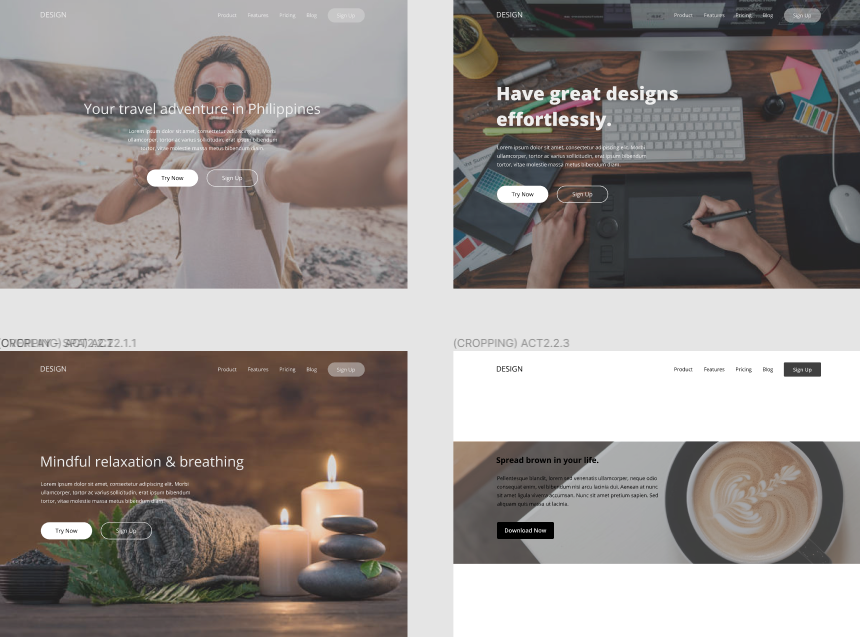 DESIGN
Product Features Pricing Blog Sign Up
Your travel adventure in Philippines
Lorem ipsum dolor sit amet, consectetur adipiscing elit. Morbi
ullamcorper, tortor ac varius sollicitudin, erat ipsum bibendum
tortor, vitae molestie massa metus bibendum diam.
Try Now Sign Up
DESIGN
Product Features Pricing Blog Sign Up
Have great designs
effortlessly.
Lorem ipsum dolor sit amet, consectetur adipiscing elit. Morbi
ullamcorper, tortor ac varius sollicitudin, erat ipsum bibendum
tortor, vitae molestie massa metus bibendum diam.
Try Now Sign Up
DESIGN
Product Features Pricing Blog Sign Up
Mindful relaxation & breathing
Lorem ipsum dolor sit amet, consectetur adipiscing elit. Morbi
ullamcorper, tortor ac varius sollicitudin, erat ipsum bibendum
tortor, vitae molestie massa metus bibendum diam.
Try Now Sign Up
(CROPPING) ACT2.2.3
DESIGN
Product Features Pricing Blog Sign Up
Spread brown in your life.
Pellentesque blandit, lorem sed venenatis ullamcorper, neque odio
consequat enim, vel bibendum mi arcu lacinia dui. Aenean at nunc
sit amet ligula viverra accumsan. Nunc sit amet pretium sapien. Sed
aliquam quis massa ut lacinia.
Download Now